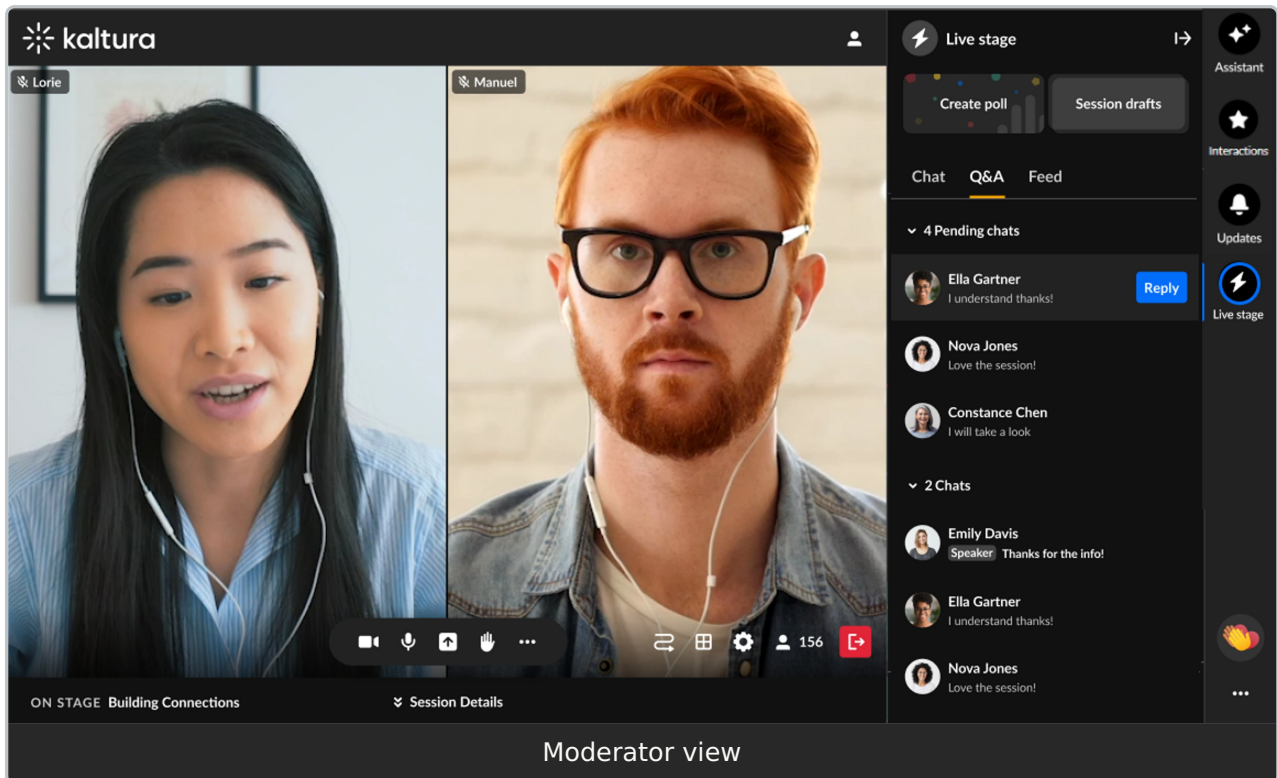 kaltura
Lorie
Manuel
156
ON STAGE Building Connections
Session Details
Live stage
Create poll
Session drafts
Chat Q&A Feed
4 Pending chats
Ella Gartner
I understand thanks!
Reply
Nova Jones
Love the session!
Constance Chen
I will take a look
2 Chats
Emily Davis
Speaker Thanks for the info!
Ella Gartner
I understand thanks!
Nova Jones
Love the session!
Assistant
Interactions
Updates
Live stage
Moderator view